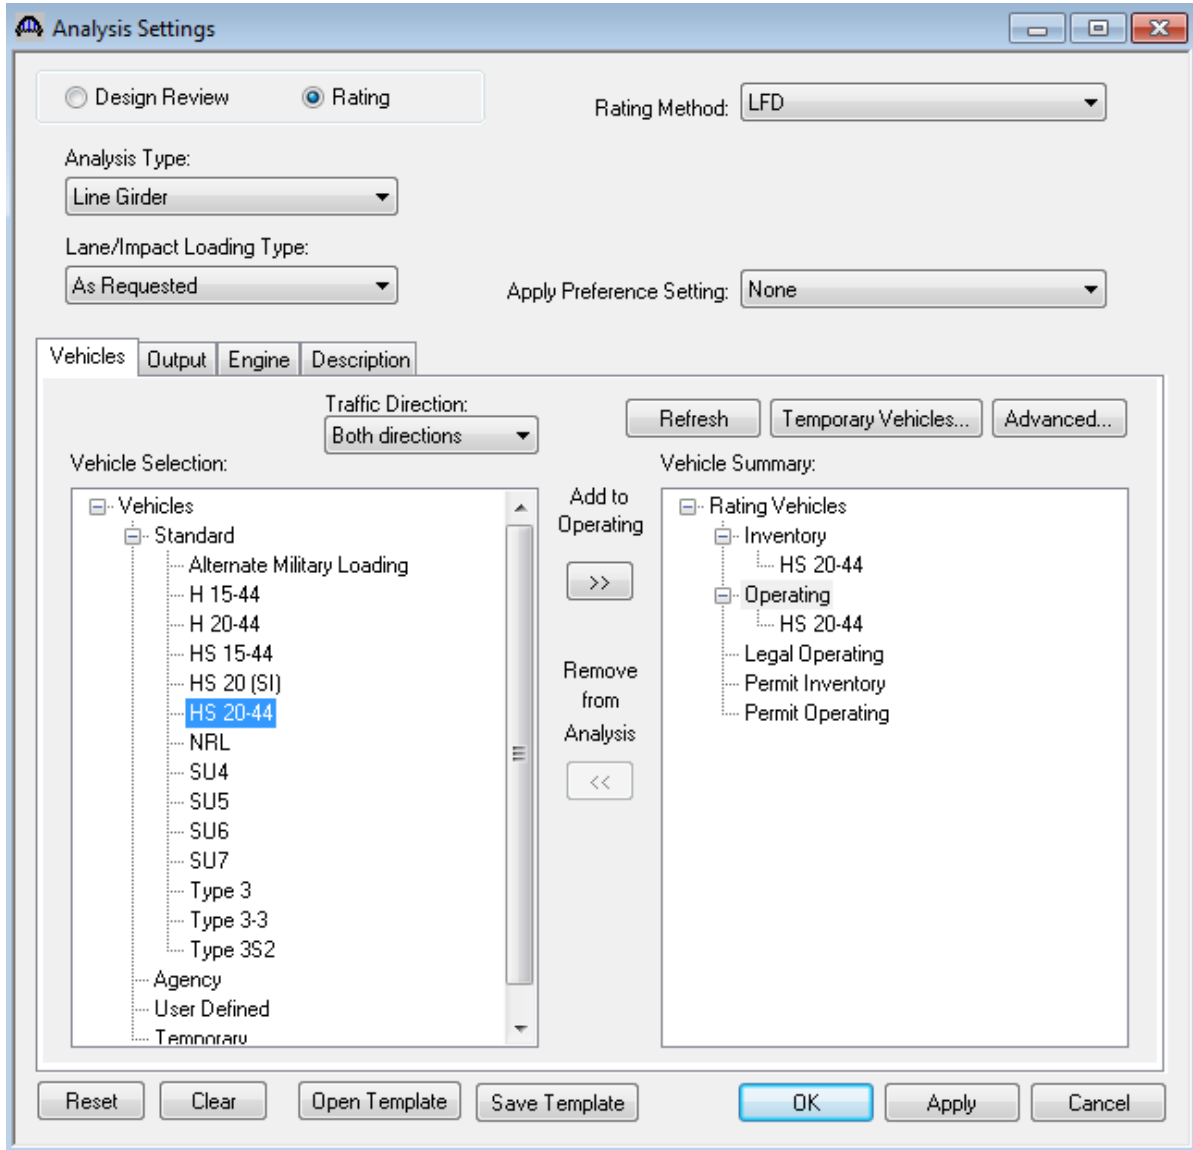 Analysis Settings
Design Review
Rating
Rating Method:
LFD
Analysis Type:
Line Girder
Lane/Impact Loading Type:
As Requested
Apply Preference Setting:
None
Vehicles
Output
Engine
Description
Traffic Direction:
Both directions
Refresh
Temporary Vehicles...
Advanced...
Vehicle Selection:
Vehicles
Standard
Alternate Military Loading
H 15-44
H 20-44
HS 15-44
HS 20 (SI)
HS 20-44
NRL
SU4
SU5
SU6
SU7
Type 3
Type 3-3
Type 3S2
Agency
User Defined
Temporary
Add to
Operating
>>
Remove
from
Analysis
<<
Vehicle Summary:
Rating Vehicles
Inventory
HS 20-44
Operating
HS 20-44
Legal Operating
Permit Inventory
Permit Operating
Reset
Clear
Open Template
Save Template
OK
Apply
Cancel